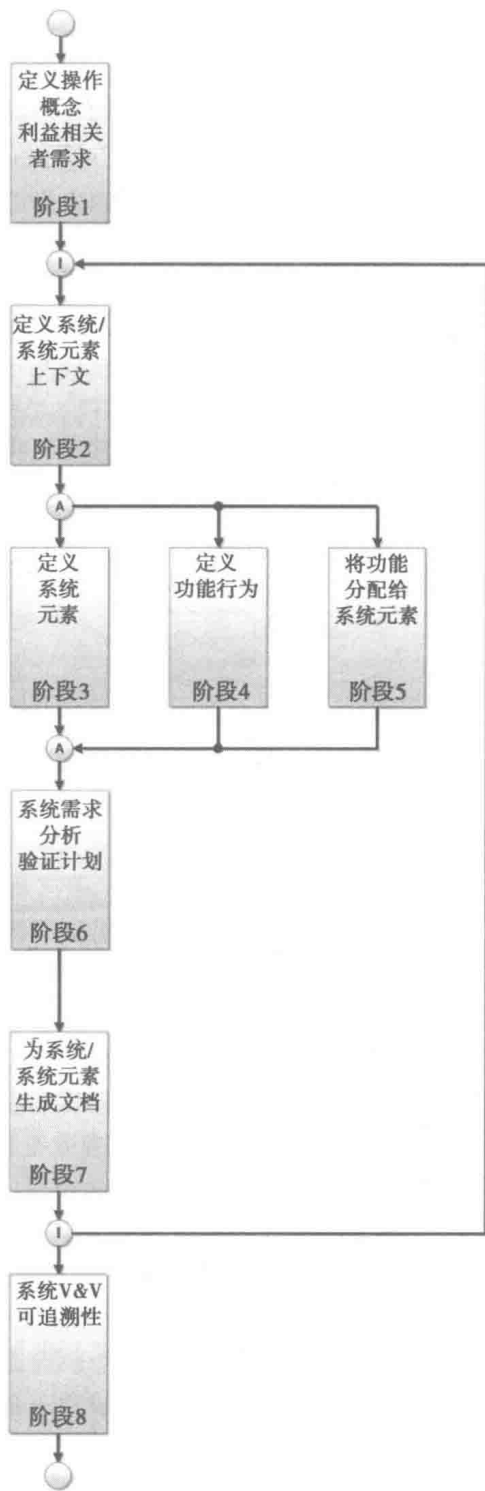 定义操作
概念
利益相关
者需求
阶段1
I
定义系统/
系统元素
上下文
阶段2
A
定义
系统
元素
阶段3
定义
功能行为
阶段4
将功能
分配给
系统元素
阶段5
A
系统需求
分析
验证计划
阶段6
为系统/
系统元素
生成文档
阶段7
I
系统V&V
可追溯性
阶段8